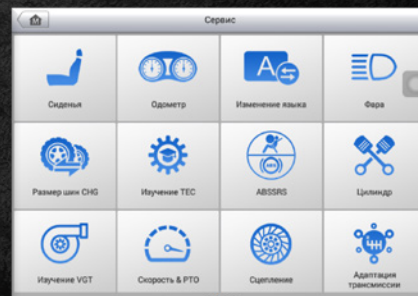 Сервис
Сиденья
Одометр
A
Изменение языка
Фара
Размер шин CHG
Изучение TEC
ABS
ABSSRS
Цилиндр
Изучение VGT
Скорость & PTO
Сцепление
Адаптация
трансмиссии